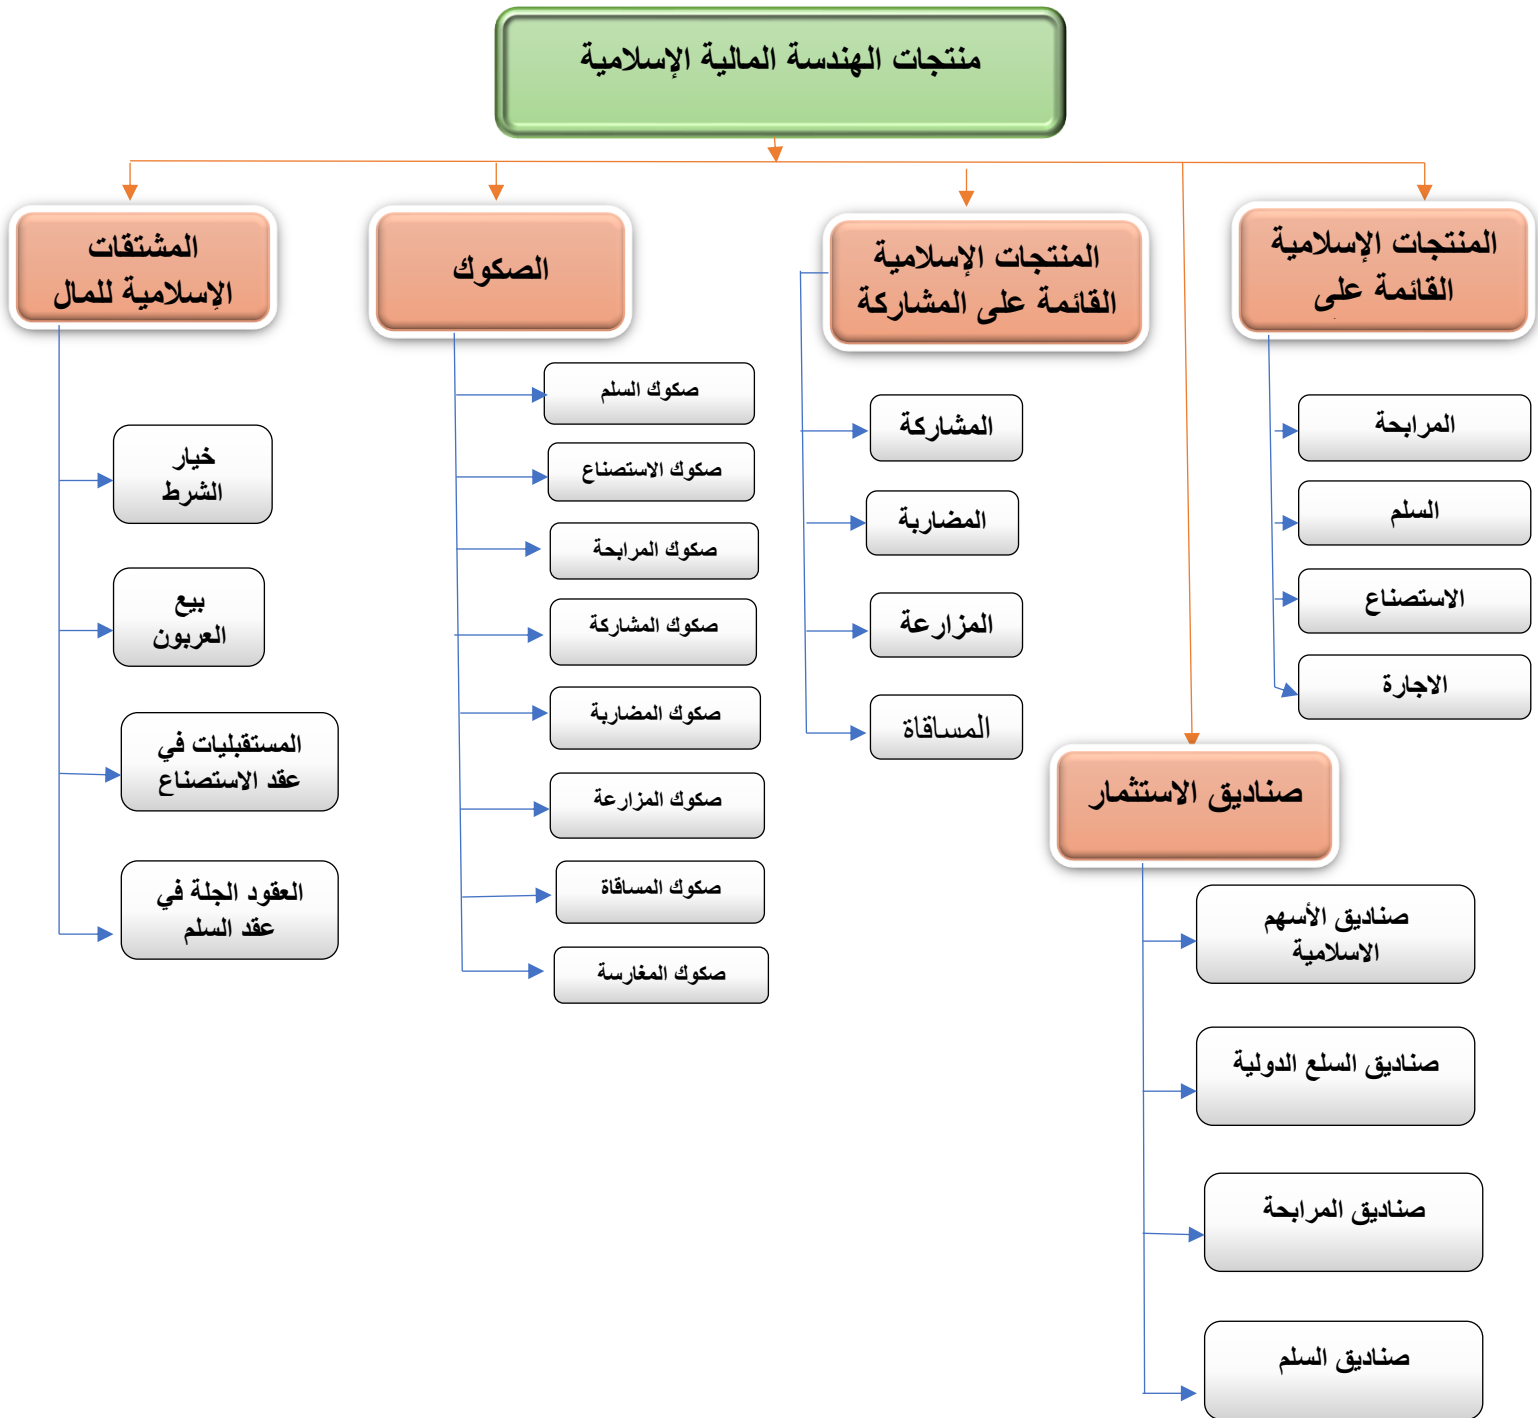 منتجات الهندسة المالية الإسلامية
المنتجات الإسلامية
القائمة على
المرابحة
السلم
الاستصناع
الاجارة
المنتجات الإسلامية
القائمة على المشاركة
المشاركة
المضاربة
المزارعة
المساقاة
الصكوك
صكوك السلم
صكوك الاستصناع
صكوك المرابحة
صكوك المشاركة
صكوك المضاربة
صكوك المزارعة
صكوك المساقاة
صكوك المغارسة
المشتقات
الإسلامية للمال
خيار
الشرط
بيع
العربون
المستقبليات في
عقد الاستصناع
العقود الجلة في
عقد السلم
صناديق الاستثمار
صناديق الأسهم
الاسلامية
صناديق السلع الدولية
صناديق المرابحة
صناديق السلم